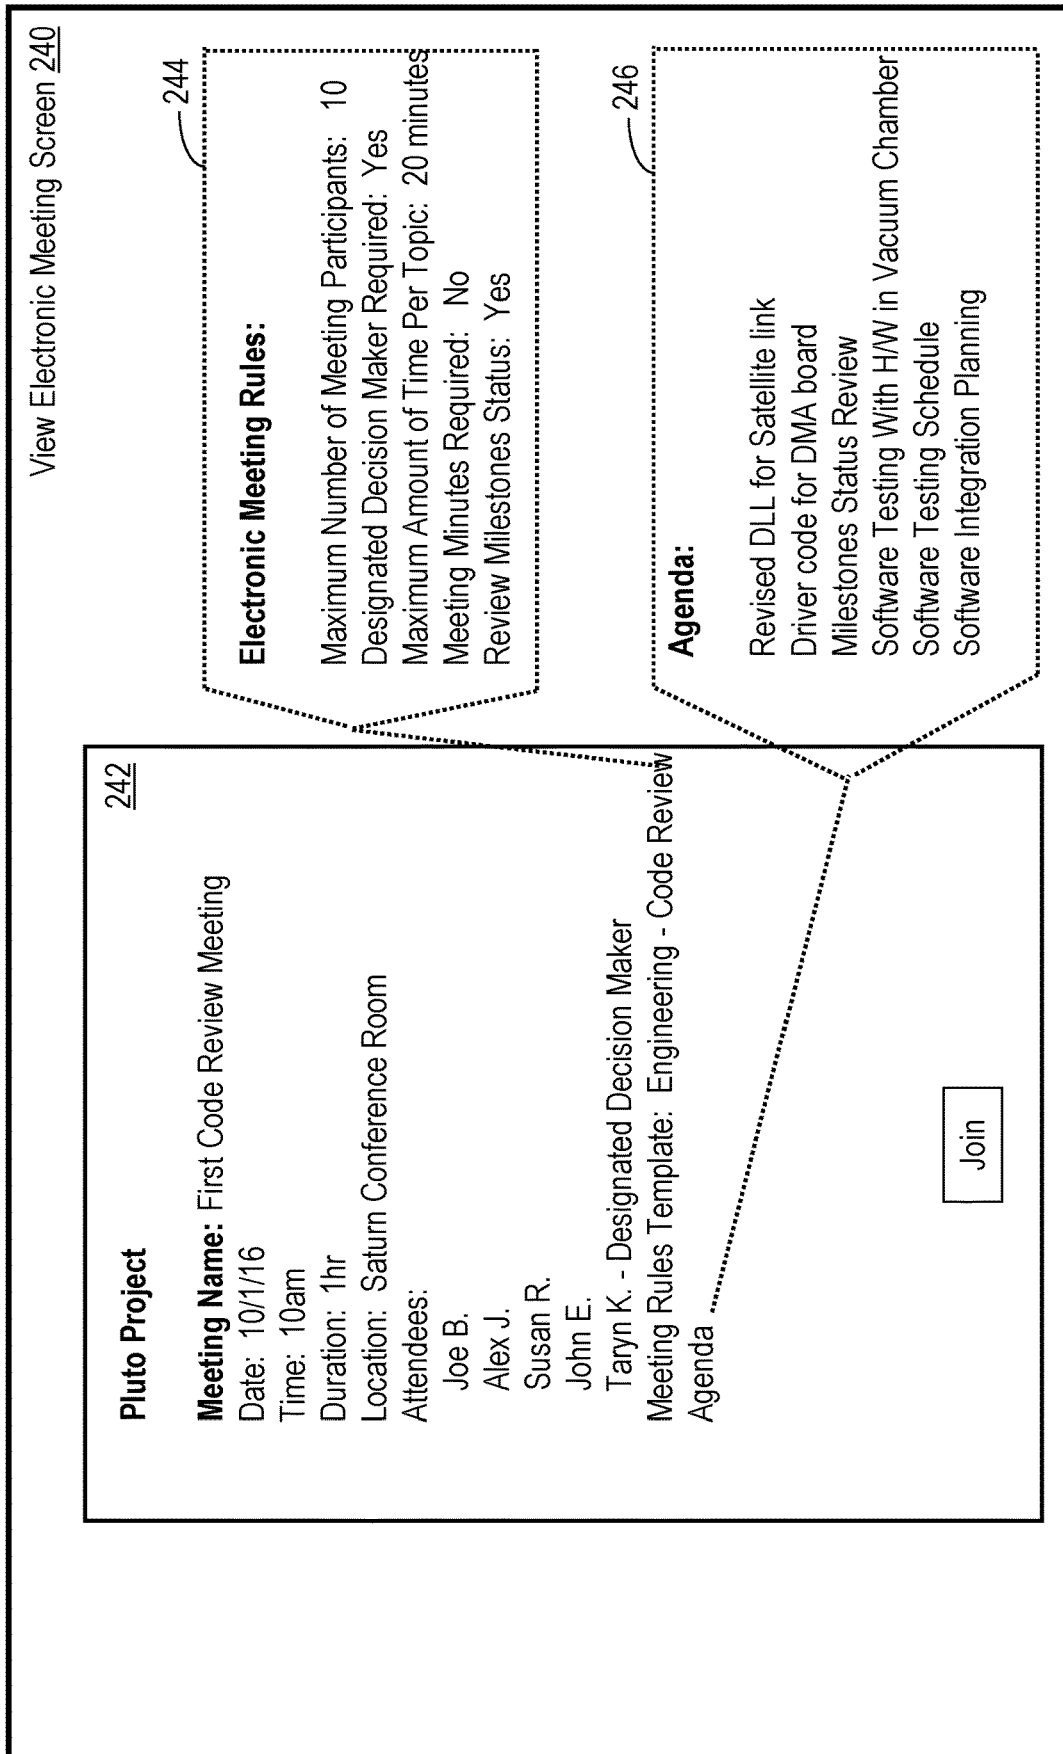 View Electronic Meeting Screen 240
242
Pluto Project
Meeting Name: First Code Review Meeting
Date: 10/1/16
Time: 10am
Duration: 1hr
Location: Saturn Conference Room
Attendees:
Joe B.
Alex J.
Susan R.
John E.
Taryn K. - Designated Decision Maker
Meeting Rules Template: Engineering - Code Review
Agenda
Join
244
Electronic Meeting Rules:
Maximum Number of Meeting Participants: 10
Designated Decision Maker Required: Yes
Maximum Amount of Time Per Topic: 20 minutes
Meeting Minutes Required: No
Review Milestones Status: Yes
246
Agenda:
Revised DLL for Satellite link
Driver code for DMA board
Milestones Status Review
Software Testing With H/W in Vacuum Chamber
Software Testing Schedule
Software Integration Planning